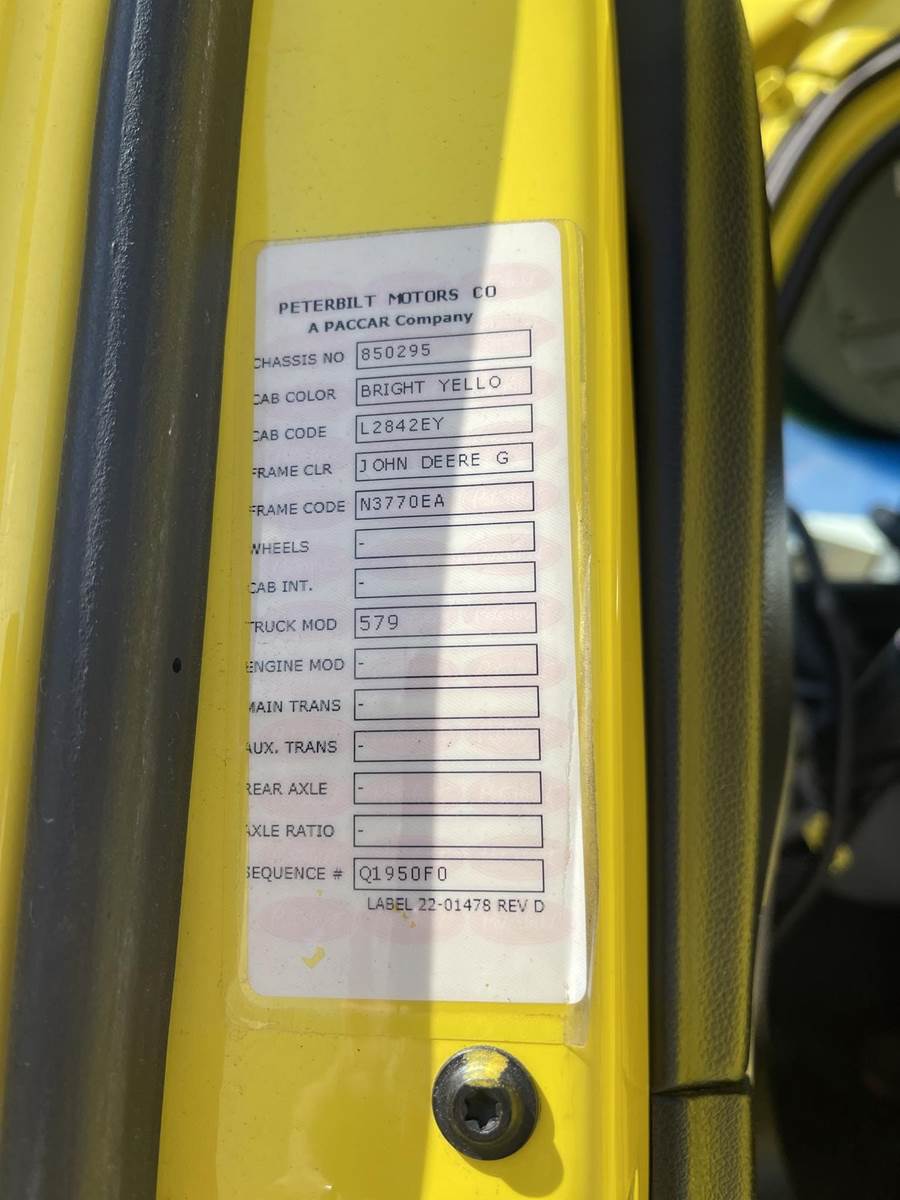 PETERBILT MOTORS CO
A PACCAR Company
CHASSIS NO 850295
CAB COLOR BRIGHT YELLO
CAB CODE L2842EY
FRAME CLR JOHN DEERE G
FRAME CODE N3770EA
WHEELS -
CAB INT. -
TRUCK MOD 579
ENGINE MOD -
MAIN TRANS -
AUX. TRANS -
REAR AXLE -
AXLE RATIO -
SEQUENCE # Q1950F0
LABEL 22-01478 REV D